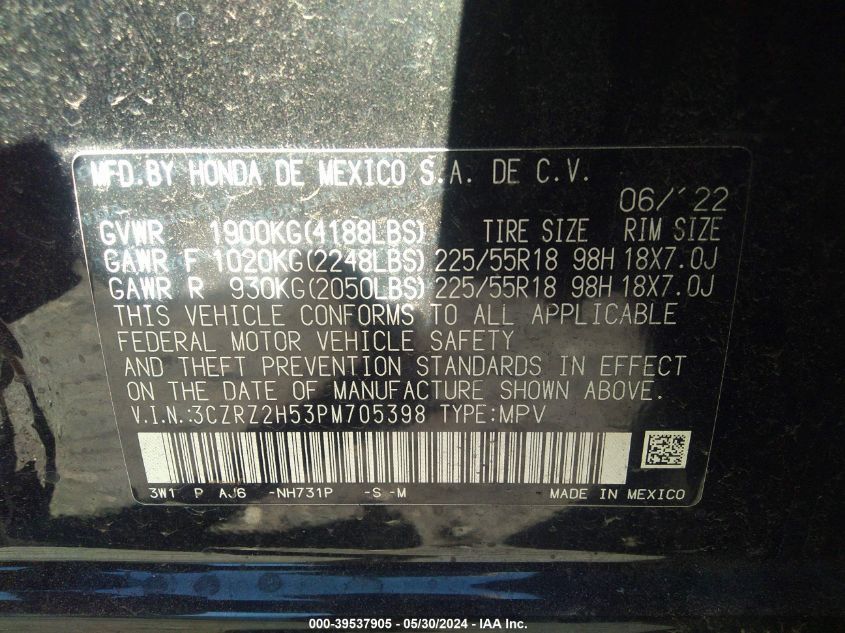 MFD.BY HONDA DE MEXICO S.A. DE C.V.
06/'22
GVWR 1900KG(4188LBS) TIRE SIZE RIM SIZE
GAWR F 1020KG(2248LBS) 225/55R18 98H 18X7.0J
GAWR R 930KG(2050LBS) 225/55R18 98H 18X7.0J
THIS VEHICLE CONFORMS TO ALL APPLICABLE
FEDERAL MOTOR VEHICLE SAFETY
AND THEFT PREVENTION STANDARDS IN EFFECT
ON THE DATE OF MANUFACTURE SHOWN ABOVE.
V.I.N.:3CZRZ2H53PM705398 TYPE:MPV
3W1 P AJ6 -NH731P -S -M MADE IN MEXICO
000-39537905 - 05/30/2024 - IAA Inc.